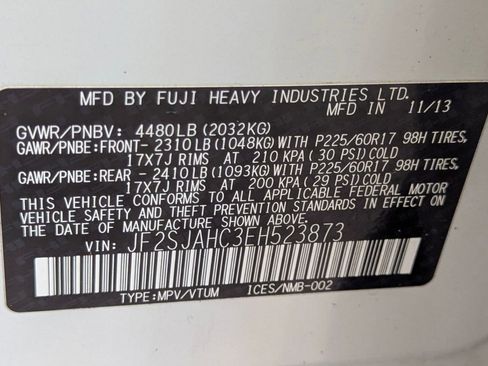 MFD BY FUJI HEAVY INDUSTRIES LTD.
DATE OF MFD IN 11/13
GVWR/PNBV: 4480LB(2032KG)
GAWR/PNBE:FRONT- 2310LB(1048KG)WITH P225/60R17 98H TIRES,
17X7J RIMS AT 210 KPA (30 PSI)COLD
GAWR/PNBE:REAR - 2410LB(1093KG)WITH P225/60R17 98H TIRES,
17X7J RIMS AT 200 KPA (29 PSI)COLD
THIS VEHICLE CONFORMS TO ALL APPLICABLE FEDERAL MOTOR
VEHICLE SAFETY AND THEFT PREVENTION STANDARDS IN EFFECT
ON THE DATE OF MANUFACTURE SHOWN ABOVE.
VIN: JF2SJAHC3EH523873
TYPE:MPV/VTUM ICES/NMB-002